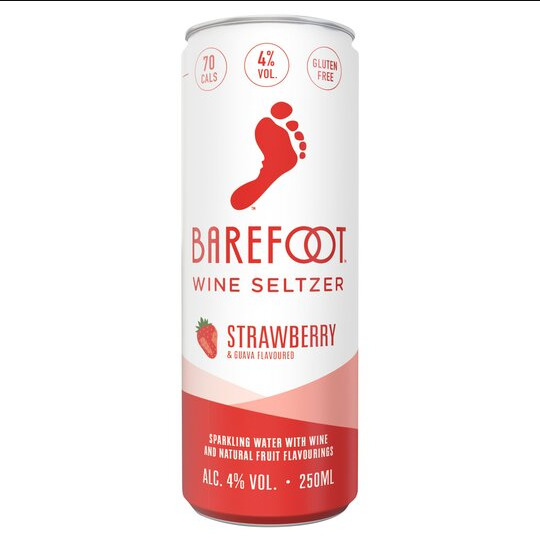 70
CALS
4%
VOL.
GLUTEN
FREE
BAREFOOT
™
WINE SELTZER
STRAWBERRY
& GUAVA FLAVOURED
SPARKLING WATER WITH WINE
AND NATURAL FRUIT FLAVOURINGS
ALC. 4% VOL. • 250ML